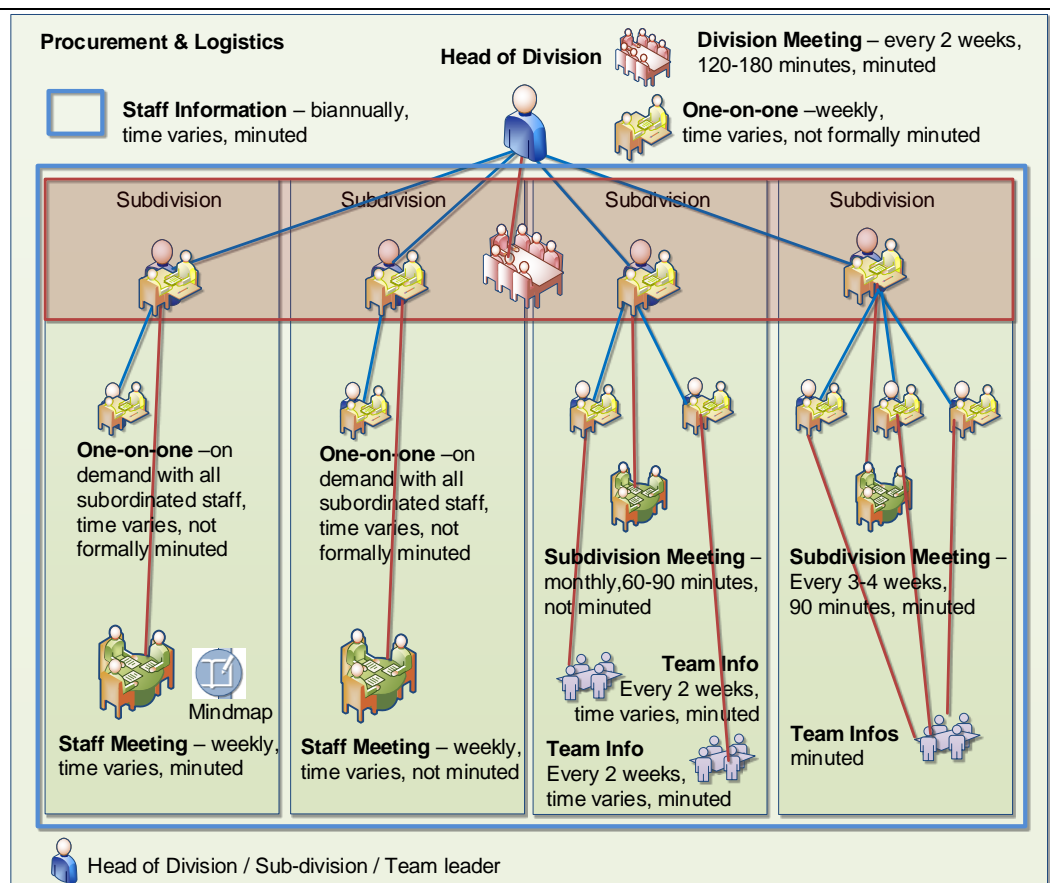 Procurement & Logistics
Head of Division
Division Meeting – every 2 weeks,
120-180 minutes, minuted
Staff Information – biannually,
time varies, minuted
One-on-one –weekly,
time varies, not formally minuted
Subdivision
Subdivision
Subdivision
Subdivision
One-on-one –on
demand with all
subordinated staff,
time varies, not
formally minuted
Mindmap
Staff Meeting – weekly,
time varies, minuted
One-on-one –on
demand with all
subordinated staff,
time varies, not
formally minuted
Staff Meeting – weekly,
time varies, not minuted
Subdivision Meeting –
monthly,60-90 minutes,
not minuted
Team Info
Every 2 weeks,
time varies, minuted
Team Info
Every 2 weeks,
time varies, minuted
Subdivision Meeting –
Every 3-4 weeks,
90 minutes, minuted
Team Infos
minuted
Head of Division / Sub-division / Team leader